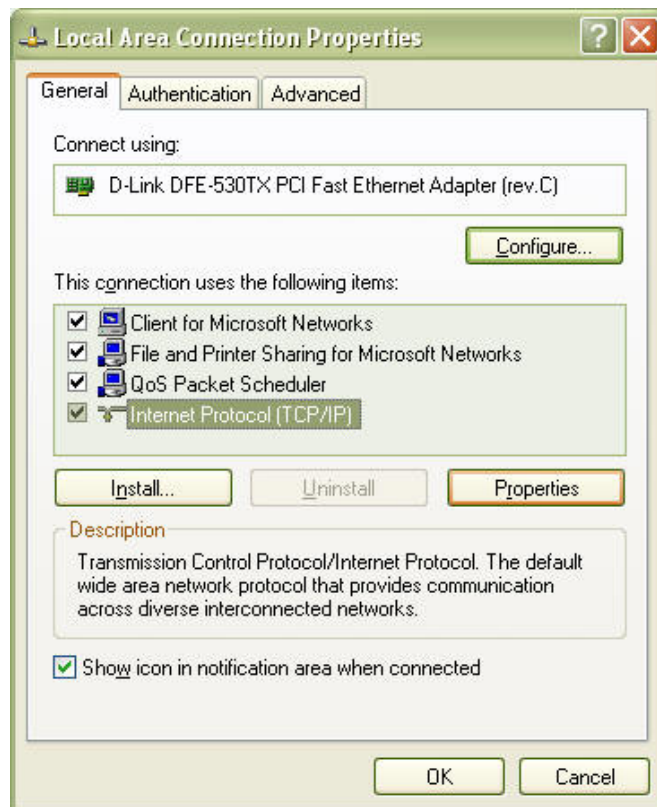 Local Area Connection Properties
General Authentication Advanced
Connect using:
D-Link DFE-530TX PCI Fast Ethernet Adapter (rev.C)
Configure...
This connection uses the following items:
Client for Microsoft Networks
File and Printer Sharing for Microsoft Networks
QoS Packet Scheduler
Internet Protocol (TCP/IP)
Install... Uninstall Properties
Description
Transmission Control Protocol/Internet Protocol. The default
wide area network protocol that provides communication
across diverse interconnected networks.
Show icon in notification area when connected
OK Cancel